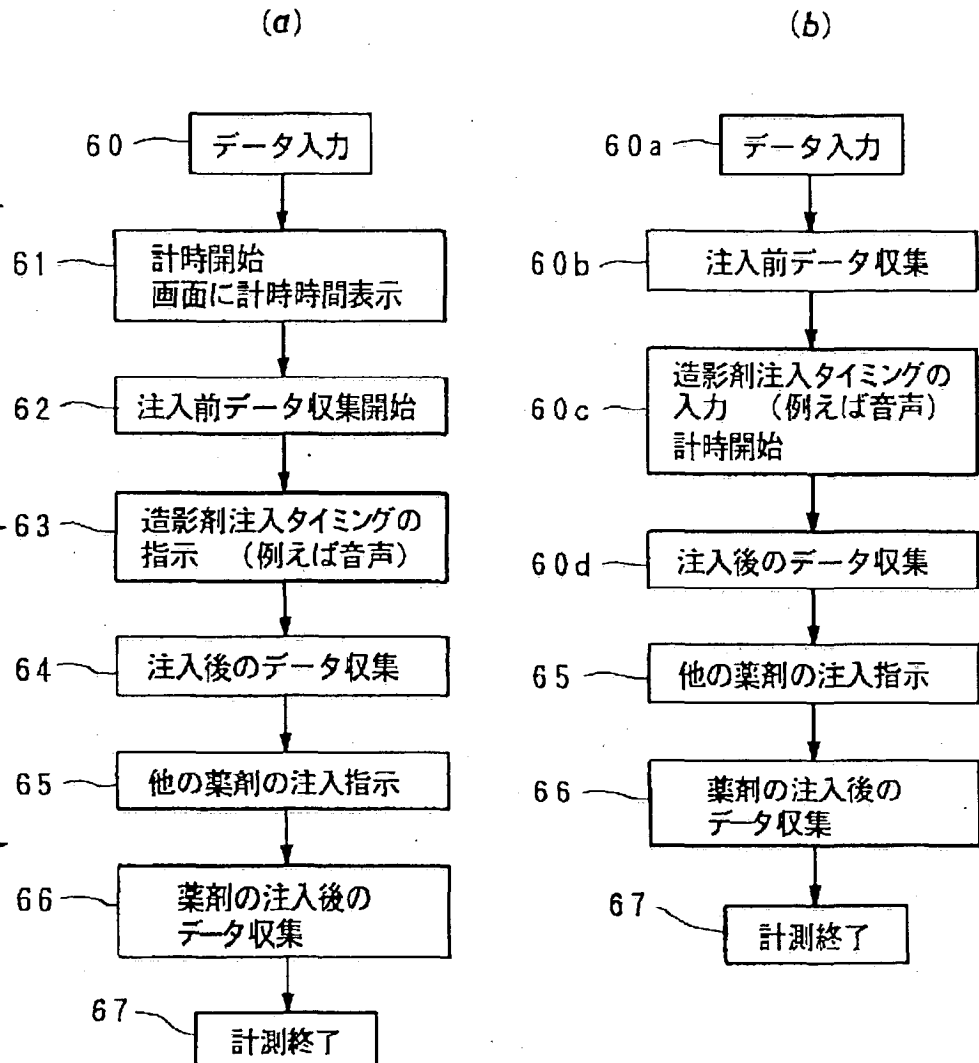 (a)
60 データ入力
61 計時開始
画面に計時時間表示
62 注入前データ収集開始
63 造影剤注入タイミングの
指示 (例えば音声)
64 注入後のデータ収集
65 他の薬剤の注入指示
66 薬剤の注入後の
データ収集
67 計測終了
(b)
60a データ入力
60b 注入前データ収集
60c 造影剤注入タイミングの
入力 (例えば音声)
計時開始
60d 注入後のデータ収集
65 他の薬剤の注入指示
66 薬剤の注入後の
データ収集
67 計測終了